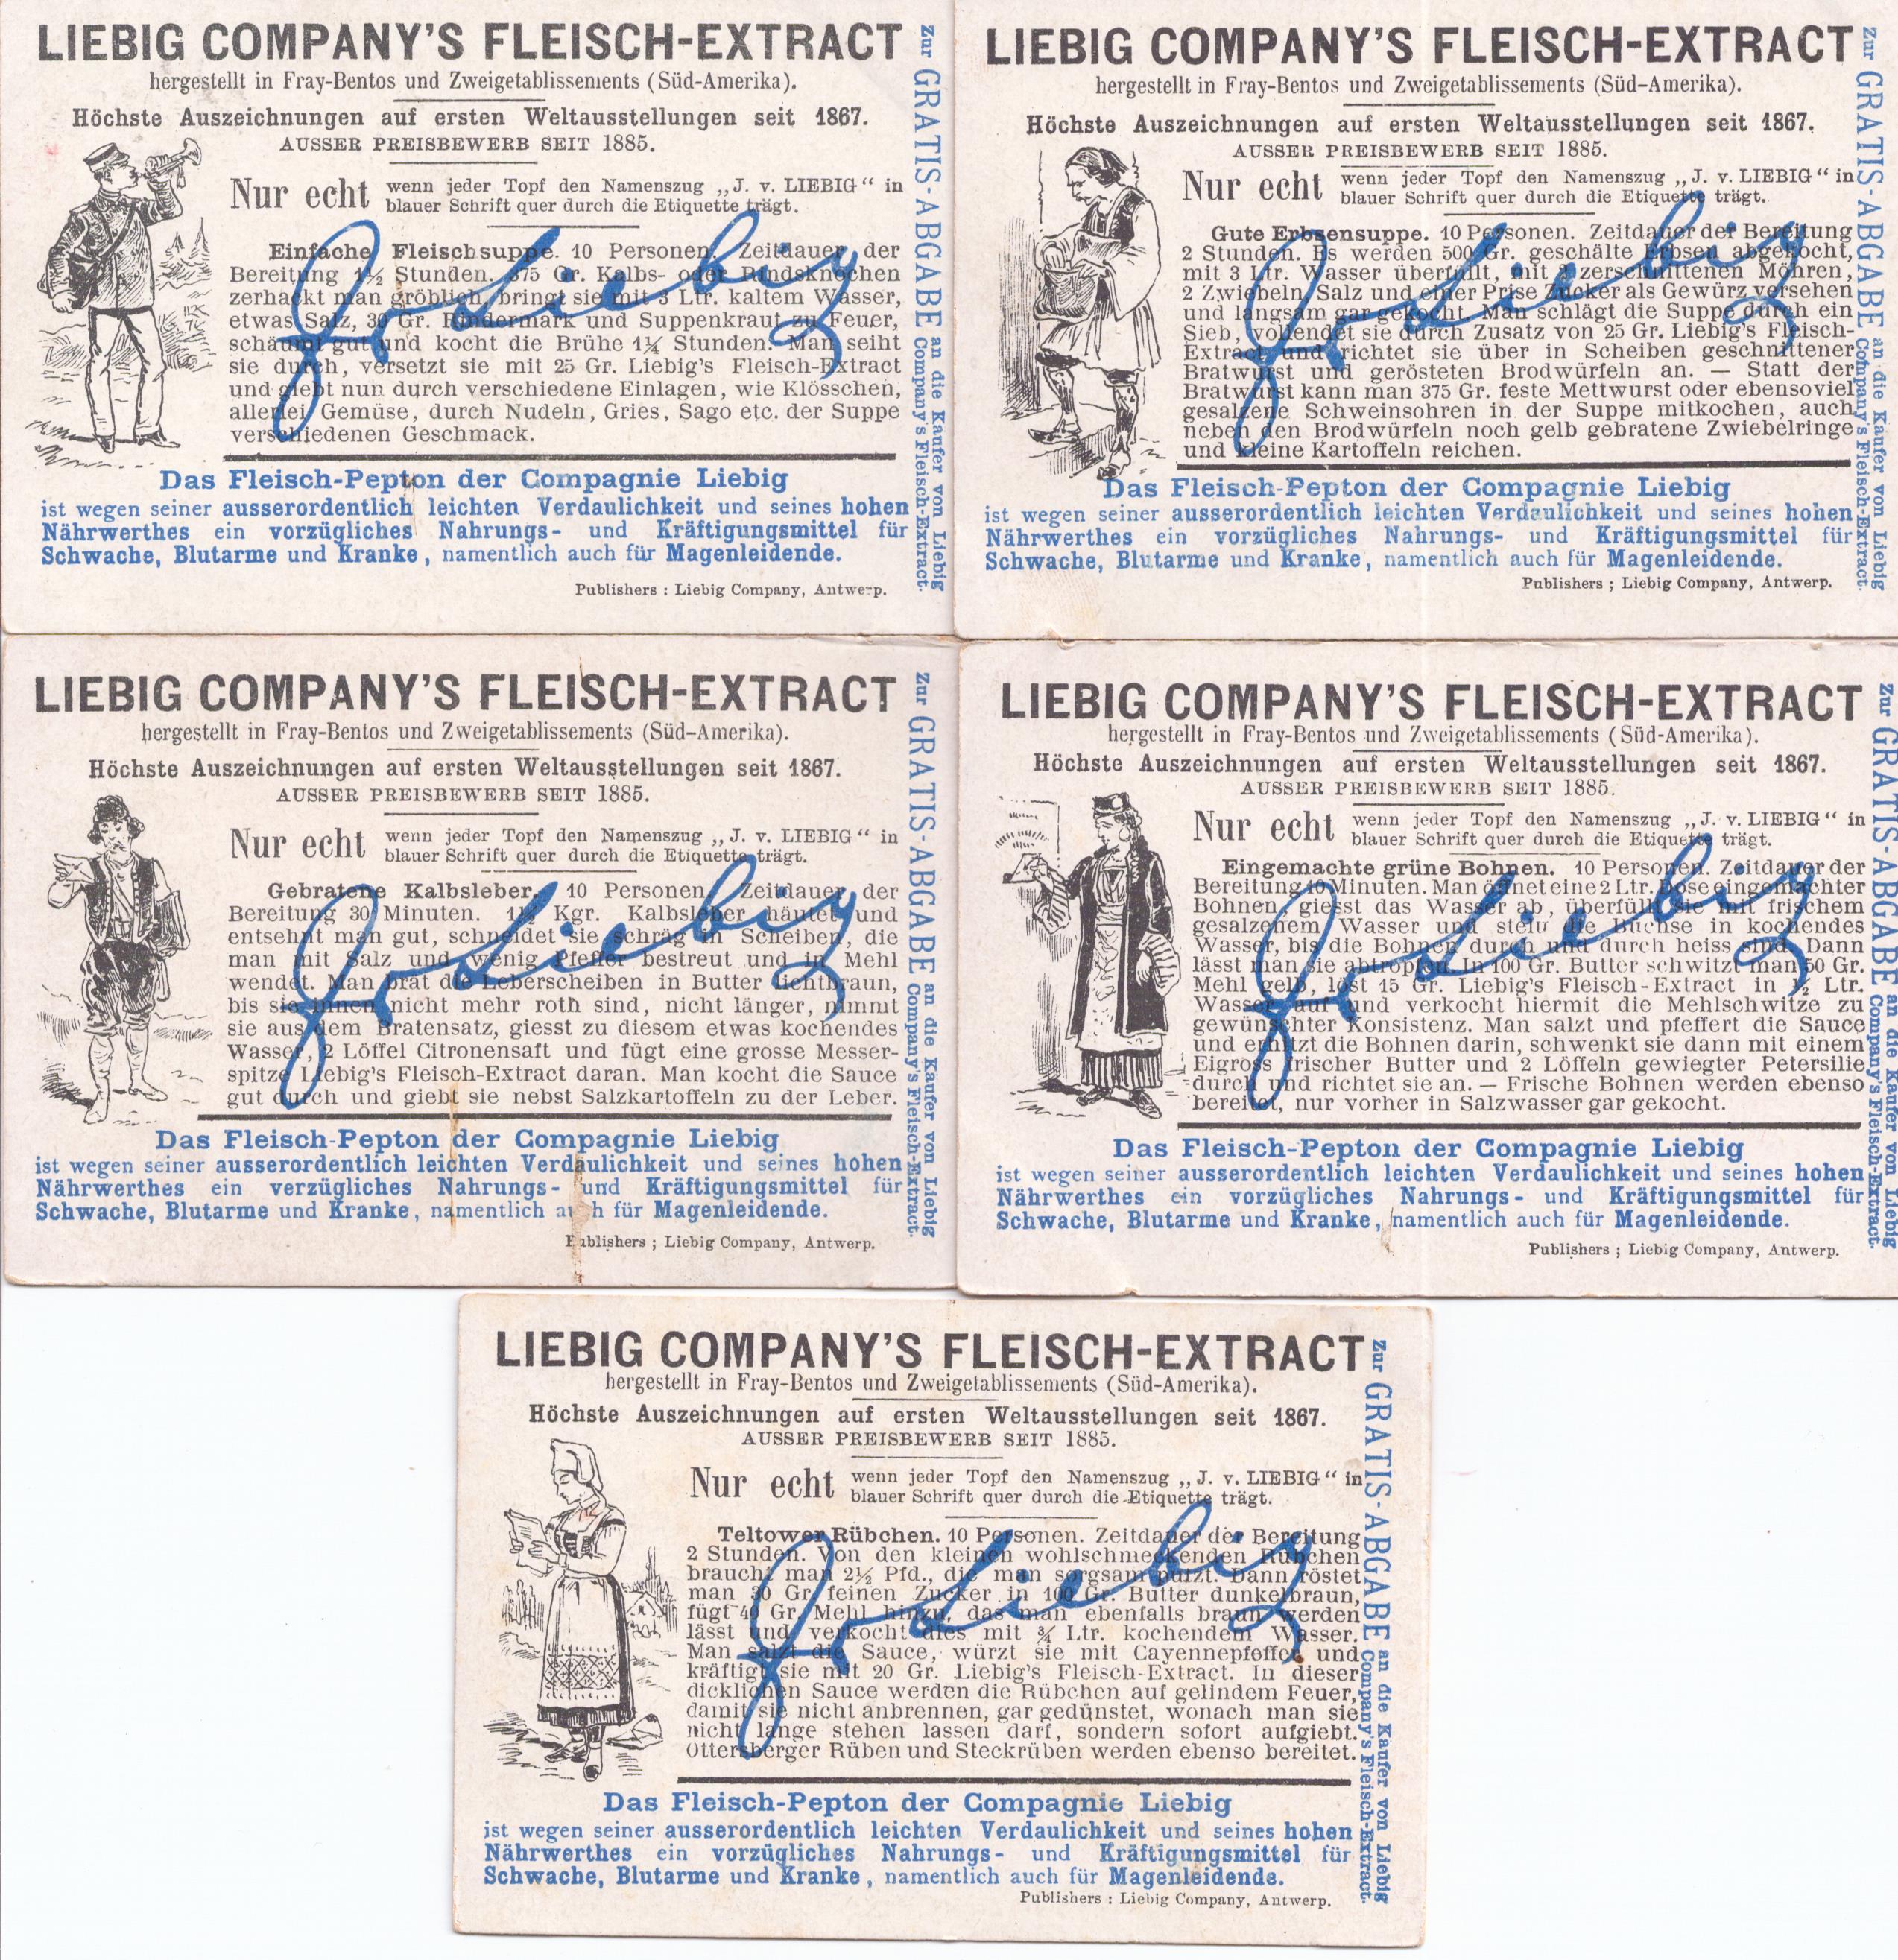 LIEBIG COMPANY'S FLEISCH-EXTRACT
hergestellt in Fray-Bentos und Zweigetablissements (Süd-Amerika).
Höchste Auszeichnungen auf ersten Weltausstellungen seit 1867.
AUSSER PREISBEWERB SEIT 1885.
Nur echt
wenn jeder Topf den Namenszug „J. v. LIEBIG“ in
blauer Schrift quer durch die Etiquette trägt.
Einfache Fleischsuppe. 10 Personen. Zeitdauer der
Bereitung 1½ Stunden. 375 Gr. Kalbs- oder Rindsknochen
zerhackt man gröblich, bringt sie mit 3 Ltr. kaltem Wasser,
etwas Salz, 30 Gr. Rindermark und Suppenkraut zu Feuer,
schäumt gut und kocht die Brühe 1¼ Stunden. Man seiht
sie durch, versetzt sie mit 25 Gr. Liebig's Fleisch-Extract
und giebt nun durch verschiedene Einlagen, wie Klösschen,
allerlei Gemüse, durch Nudeln, Gries, Sago etc. der Suppe
verschiedenen Geschmack.
JvLiebig
Das Fleisch-Pepton der Compagnie Liebig
ist wegen seiner ausserordentlich leichten Verdaulichkeit und seines hohen
Nährwerthes ein vorzügliches Nahrungs- und Kräftigungsmittel für
Schwache, Blutarme und Kranke, namentlich auch für Magenleidende.
Publishers : Liebig Company, Antwerp.
Zur GRATIS-ABGABE an die Kaufer von Liebig
Company's Fleisch-Extract.
LIEBIG COMPANY'S FLEISCH-EXTRACT
hergestellt in Fray-Bentos und Zweigetablissements (Süd-Amerika).
Höchste Auszeichnungen auf ersten Weltausstellungen seit 1867.
AUSSER PREISBEWERB SEIT 1885.
Nur echt
wenn jeder Topf den Namenszug „J. v. LIEBIG“ in
blauer Schrift quer durch die Etiquette trägt.
Gute Erbsensuppe. 10 Personen. Zeitdauer der Bereitung
2 Stunden. Es werden 500 Gr. geschälte Erbsen abgekocht,
mit 3 Ltr. Wasser überfüllt, mit 2 zerschnittenen Möhren,
2 Zwiebeln, Salz und einer Prise Zucker als Gewürz versehen
und langsam gar gekocht. Man schlägt die Suppe durch ein
Sieb, vollendet sie durch Zusatz von 25 Gr. Liebig's Fleisch-
Extract und richtet sie über in Scheiben geschnittener
Bratwurst und gerösteten Brodwürfeln an. — Statt der
Bratwurst kann man 375 Gr. feste Mettwurst oder ebensoviel
gesalzene Schweinsohren in der Suppe mitkochen, auch
neben den Brodwürfeln noch gelb gebratene Zwiebelringe
und kleine Kartoffeln reichen.
JvLiebig
Das Fleisch-Pepton der Compagnie Liebig
ist wegen seiner ausserordentlich leichten Verdaulichkeit und seines hohen
Nährwerthes ein vorzügliches Nahrungs- und Kräftigungsmittel für
Schwache, Blutarme und Kranke, namentlich auch für Magenleidende.
Publishers ; Liebig Company, Antwerp.
Zur GRATIS-ABGABE an die Kaufer von Liebig
Company's Fleisch-Extract.
LIEBIG COMPANY'S FLEISCH-EXTRACT
hergestellt in Fray-Bentos und Zweigetablissements (Süd-Amerika).
Höchste Auszeichnungen auf ersten Weltausstellungen seit 1867.
AUSSER PREISBEWERB SEIT 1885.
Nur echt
wenn jeder Topf den Namenszug „J. v. LIEBIG“ in
blauer Schrift quer durch die Etiquette trägt.
Gebratene Kalbsleber. 10 Personen. Zeitdauer der
Bereitung 30 Minuten. Kgr. Kalbsleber häutet und
entsehnt man gut, schneidet sie schräg in Scheiben, die
man mit Salz und wenig Pfeffer bestreut und in Mehl
wendet. Man brät die Leberscheiben in Butter lichtbraun,
bis sie innen nicht mehr roth sind, nicht länger, nimmt
sie aus dem Bratensatz, giesst zu diesem etwas kochendes
Wasser, 2 Löffel Citronensaft und fügt eine grosse Messer-
spitze Liebig's Fleisch-Extract daran. Man kocht die Sauce
gut durch und giebt sie nebst Salzkartoffeln zu der Leber.
JvLiebig
Das Fleisch-Pepton der Compagnie Liebig
ist wegen seiner ausserordentlich leichten Verdaulichkeit und seines hohen
Nährwerthes ein verzügliches Nahrungs- und Kräftigungsmittel für
Schwache, Blutarme und Kranke, namentlich auch für Magenleidende.
Publishers ; Liebig Company, Antwerp.
Zur GRATIS-ABGABE an die Kaufer von Liebig
Company's Fleisch-Extract.
LIEBIG COMPANY'S FLEISCH-EXTRACT
hergestellt in Fray-Bentos und Zweigetablissements (Süd-Amerika).
Höchste Auszeichnungen auf ersten Weltausstellungen seit 1867.
AUSSER PREISBEWERB SEIT 1885.
Nur echt
wenn jeder Topf den Namenszug „J. v. LIEBIG“ in
blauer Schrift quer durch die Etiquette trägt.
Eingemachte grüne Bohnen. 10 Personen. Zeitdauer der
Bereitung Minuten. Man öffnet eine 2 Ltr. Dose eingemachter
Bohnen, giesst das Wasser ab, überfüllt sie mit frischem
gesalzenem Wasser und stellt die Büchse in kochendes
Wasser, bis die Bohnen durch und durch heiss sind. Dann
lässt man sie abtropfen. In 100 Gr. Butter schwitzt man 50 Gr.
Mehl gelb, löst 15 Gr. Liebig's Fleisch-Extract in ½ Ltr.
Wasser auf und verkocht hiermit die Mehlschwitze zu
gewünschter Konsistenz. Man salzt und pfeffert die Sauce
und erhitzt die Bohnen darin, schwenkt sie dann mit einem
Eigross frischer Butter und 2 Löffeln gewiegter Petersilie
durch und richtet sie an. — Frische Bohnen werden ebenso
bereitet, nur vorher in Salzwasser gar gekocht.
JvLiebig
Das Fleisch-Pepton der Compagnie Liebig
ist wegen seiner ausserordentlich leichten Verdaulichkeit und seines hohen
Nährwerthes ein vorzügliches Nahrungs- und Kräftigungsmittel für
Schwache, Blutarme und Kranke, namentlich auch für Magenleidende.
Publishers ; Liebig Company, Antwerp.
Zur GRATIS-ABGABE an die Kaufer von Liebig
Company's Fleisch-Extract.
LIEBIG COMPANY'S FLEISCH-EXTRACT
hergestellt in Fray-Bentos und Zweigetablissements (Süd-Amerika).
Höchste Auszeichnungen auf ersten Weltausstellungen seit 1867.
AUSSER PREISBEWERB SEIT 1885.
Nur echt
wenn jeder Topf den Namenszug „J. v. LIEBIG“ in
blauer Schrift quer durch die Etiquette trägt.
Teltower Rübchen. 10 Personen. Zeitdauer der Bereitung
2 Stunden. Von den kleinen wohlschmeckenden Rübchen
braucht man 2½ Pfd., die man sorgsam putzt. Dann röstet
man 30 Gr. feinen Zucker in 100 Gr. Butter dunkelbraun,
fügt 40 Gr. Mehl hinzu, das man ebenfalls braun werden
lässt und verkocht dies mit ¾ Ltr. kochendem Wasser.
Man salzt die Sauce, würzt sie mit Cayennepfeffer und
kräftigt sie mit 20 Gr. Liebig's Fleisch-Extract. In dieser
dicklichen Sauce werden die Rübchen auf gelindem Feuer,
damit sie nicht anbrennen, gar gedünstet, wonach man sie
nicht lange stehen lassen darf, sondern sofort aufgiebt.
Ottersberger Rüben und Steckrüben werden ebenso bereitet.
JvLiebig
Das Fleisch-Pepton der Compagnie Liebig
ist wegen seiner ausserordentlich leichten Verdaulichkeit und seines hohen
Nährwerthes ein vorzügliches Nahrungs- und Kräftigungsmittel für
Schwache, Blutarme und Kranke, namentlich auch für Magenleidende.
Publishers : Liebig Company, Antwerp.
Zur GRATIS-ABGABE an die Kaufer von Liebig
Company's Fleisch-Extract.